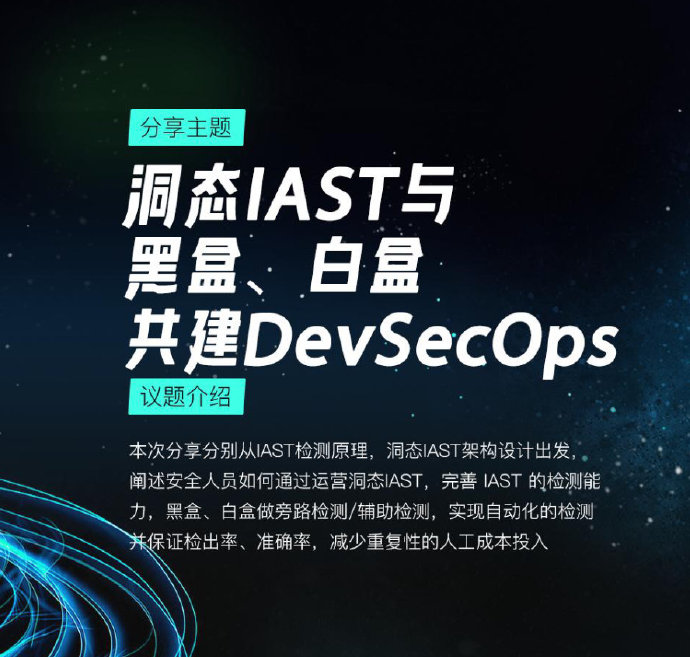 分享主题
洞态IAST与
黑盒、白盒
共建DevSecOps
议题介绍
本次分享分别从IAST检测原理，洞态IAST架构设计出发，
阐述安全人员如何通过运营洞态IAST，完善 IAST 的检测能
力，黑盒、白盒做旁路检测/辅助检测，实现自动化的检测
并保证检出率、准确率，减少重复性的人工成本投入